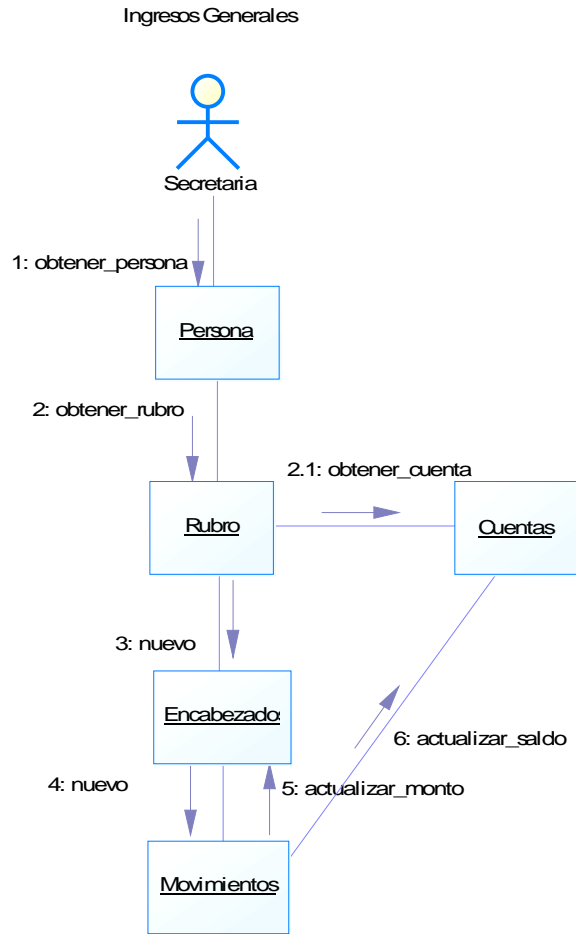 Ingresos Generales
Secretaria
1: obtener_persona
Persona
2: obtener_rubro
2.1: obtener_cuenta
Rubro
Cuentas
3: nuevo
Encabezados
6: actualizar_saldo
4: nuevo
5: actualizar_monto
Movimientos